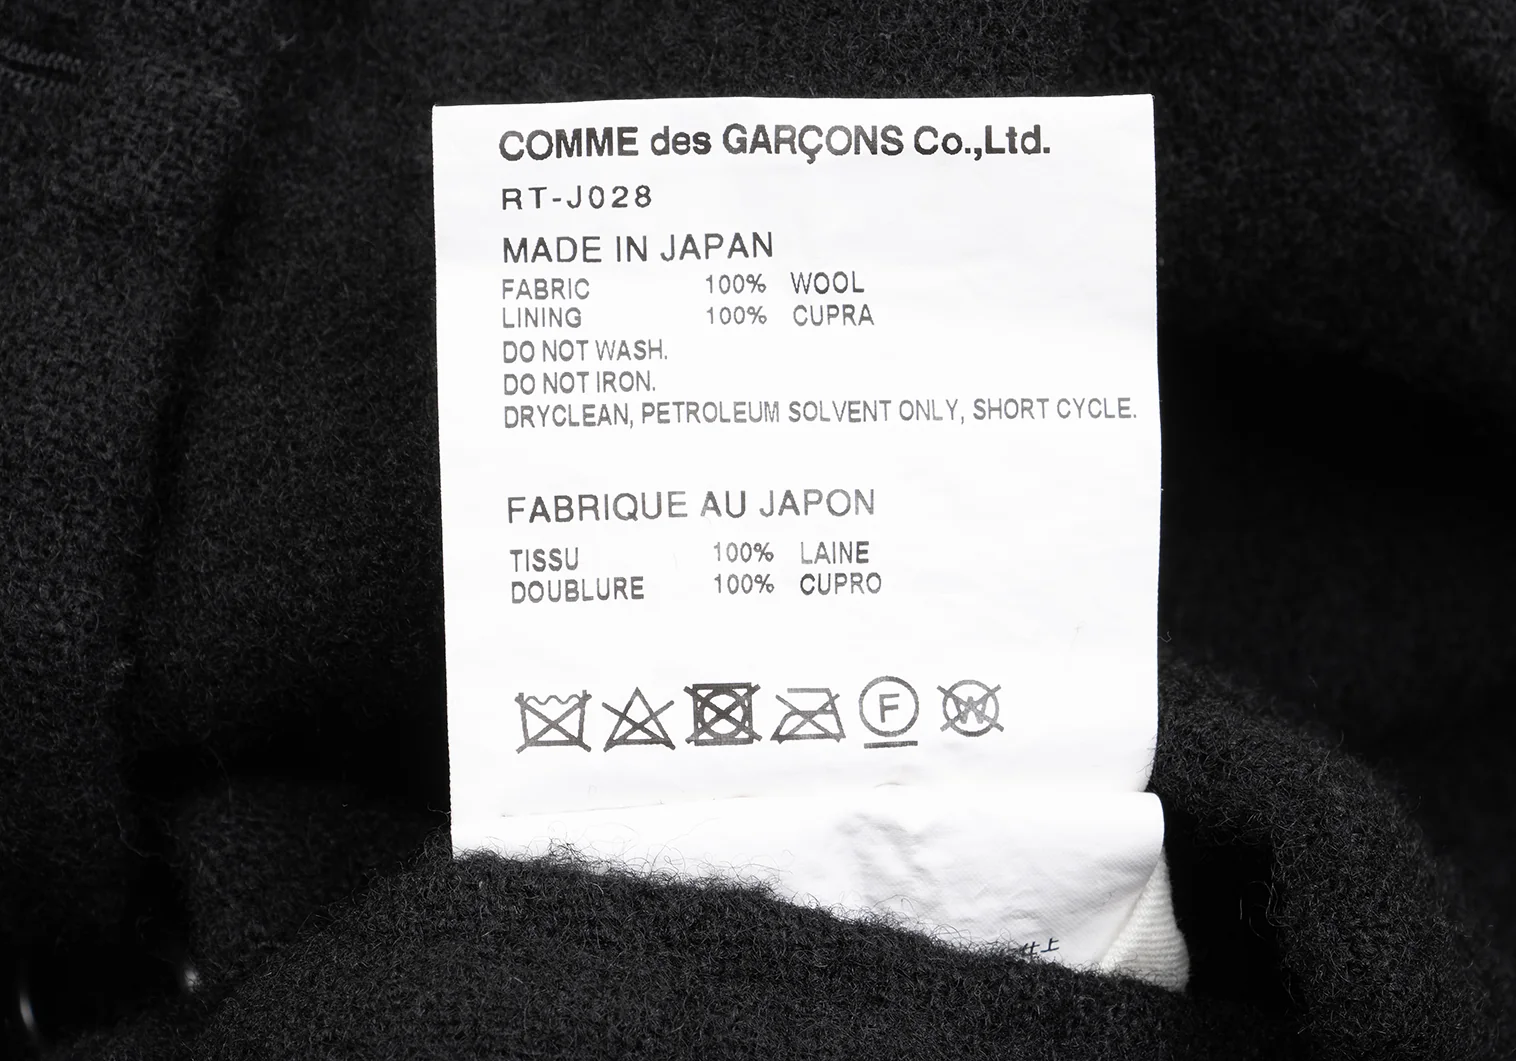 COMME des GARÇONS Co.,Ltd.
RT-J028
MADE IN JAPAN
FABRIC 100% WOOL
LINING 100% CUPRA
DO NOT WASH.
DO NOT IRON.
DRYCLEAN, PETROLEUM SOLVENT ONLY, SHORT CYCLE.
FABRIQUE AU JAPON
TISSU 100% LAINE
DOUBLURE 100% CUPRO
F W